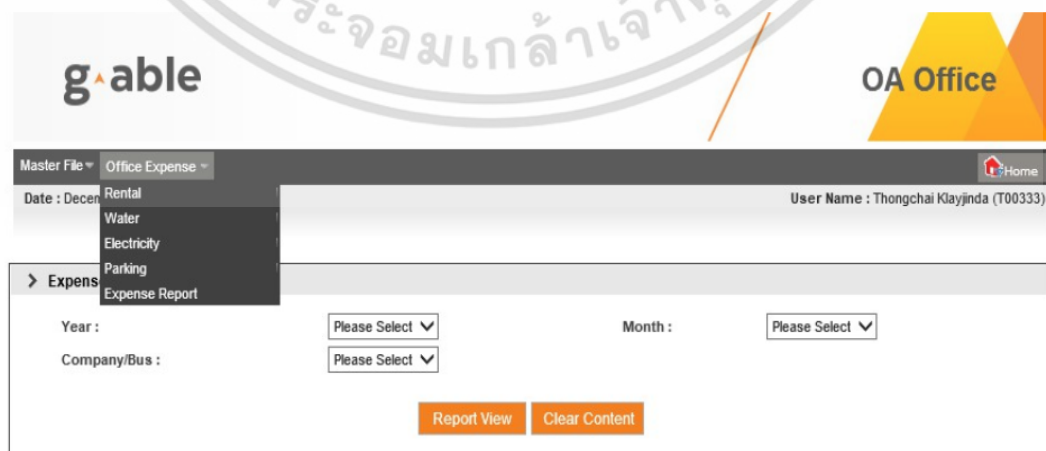 ระจอมเกล้าเจ้า
g able
OA Office
Master File
Office Expense
Home
Date : Decem
User Name : Thongchai Klayjinda (T00333)
Rental
Water
Electricity
Parking
Expense Report
Expens
Year :
Please Select
Month :
Please Select
Company/Bus :
Please Select
Report View
Clear Content